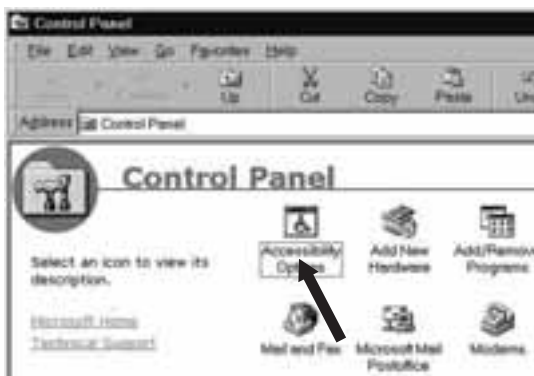 Control Panel
File Edit View Go Favorites Help
Up Cut Copy Paste
Address Control Panel
Control Panel
Accessibility Options
Add New Hardware
Add/Remove Programs
Select an icon to view its
description.
Microsoft Home
Technical Support
Mail and Fax
Microsoft Mail Postoffice
Modems